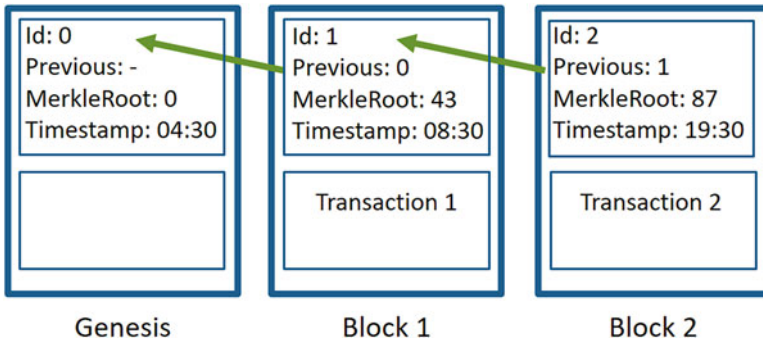 Id: 0
Previous: -
MerkleRoot: 0
Timestamp: 04:30
Genesis
Id: 1
Previous: 0
MerkleRoot: 43
Timestamp: 08:30
Transaction 1
Block 1
Id: 2
Previous: 1
MerkleRoot: 87
Timestamp: 19:30
Transaction 2
Block 2